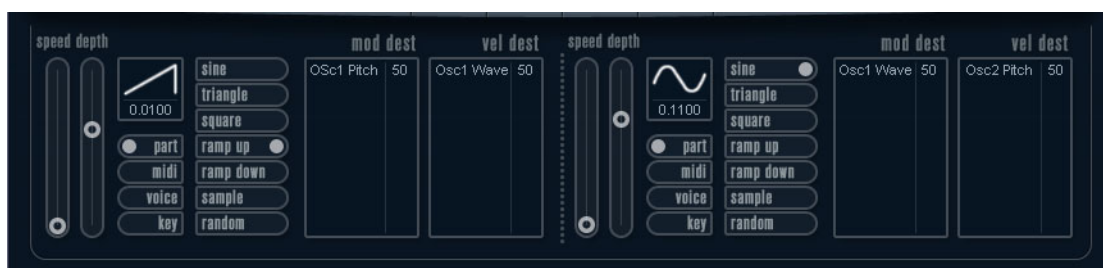 speed depth mod dest vel dest speed depth mod dest vel dest
sine OSc1 Pitch 50 Osc1 Wave 50 sine Osc1 Wave 50 Osc2 Pitch 50
triangle triangle
0.0100 0.1100
square square
part ramp up part ramp up
midi ramp down midi ramp down
voice sample voice sample
key random key random